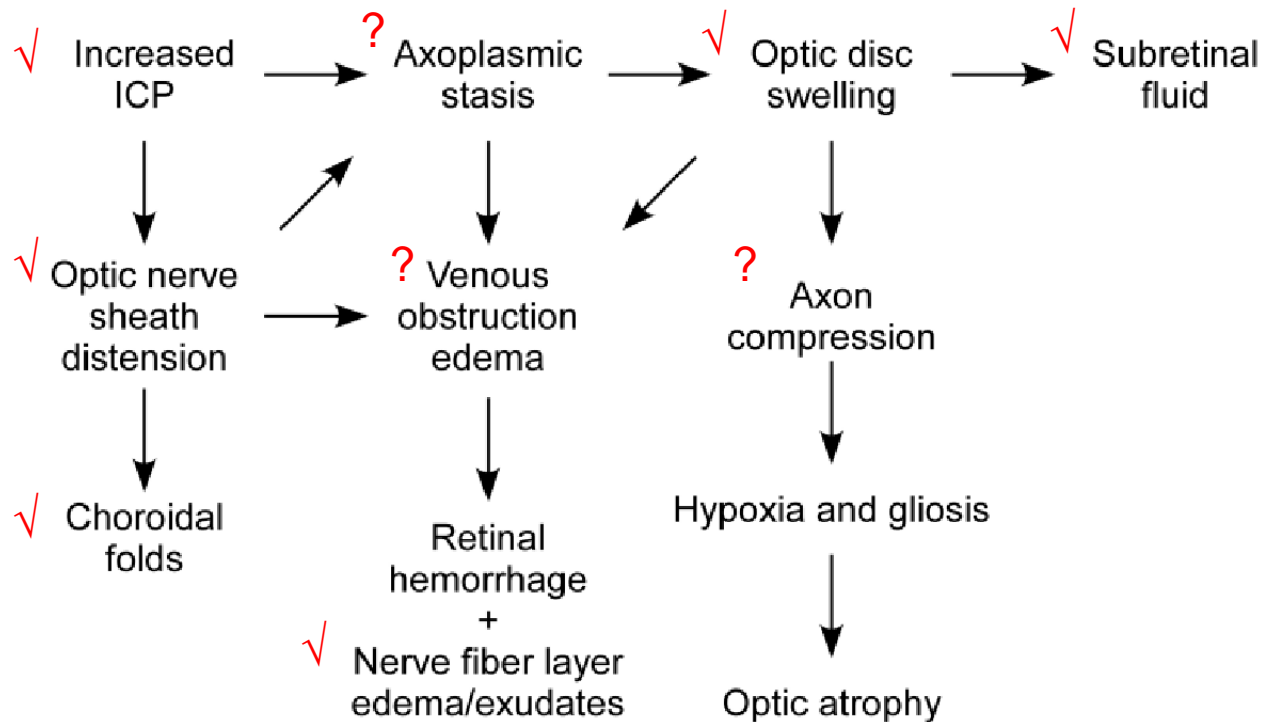 √ Increased
ICP
? Axoplasmic
stasis
√ Optic disc
swelling
√ Subretinal
fluid
√ Optic nerve
sheath
distension
? Venous
obstruction
edema
? Axon
compression
√ Choroidal
folds
Retinal
hemorrhage
+
√ Nerve fiber layer
edema/exudates
Hypoxia and gliosis
Optic atrophy